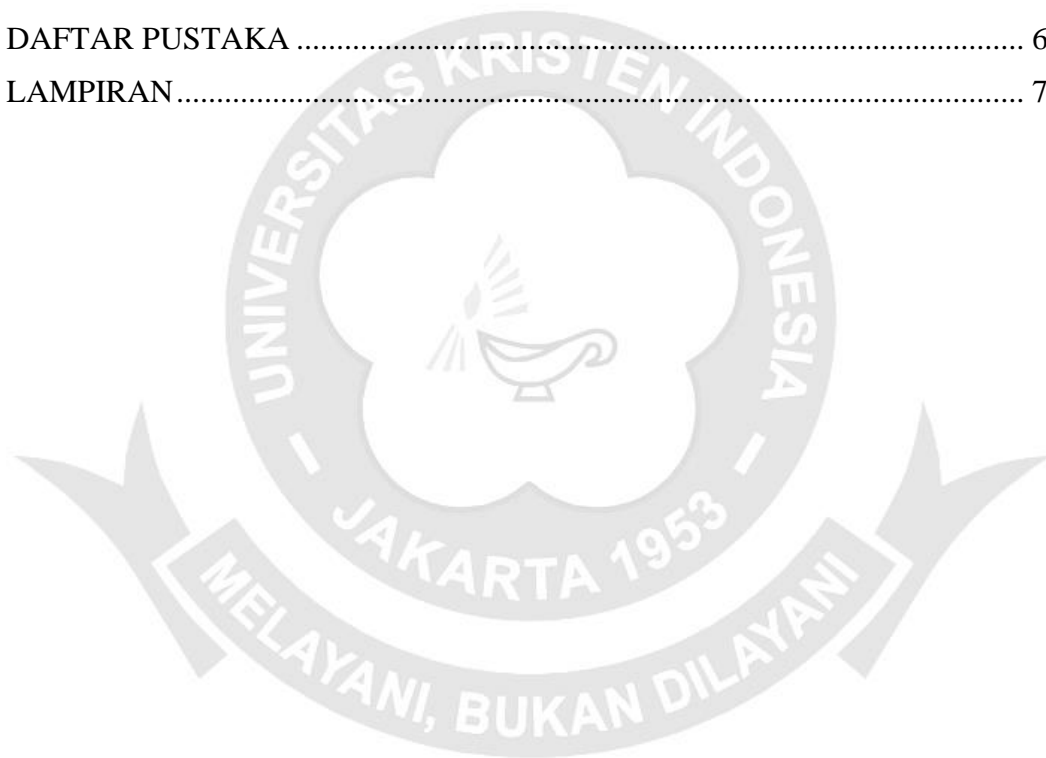 DAFTAR PUSTAKA ........................................................................................... 6
LAMPIRAN.......................................................................................................... 7
UNIVERSITAS KRISTEN INDONESIA
JAKARTA 1953
MELAYANI, BUKAN DILAYANI